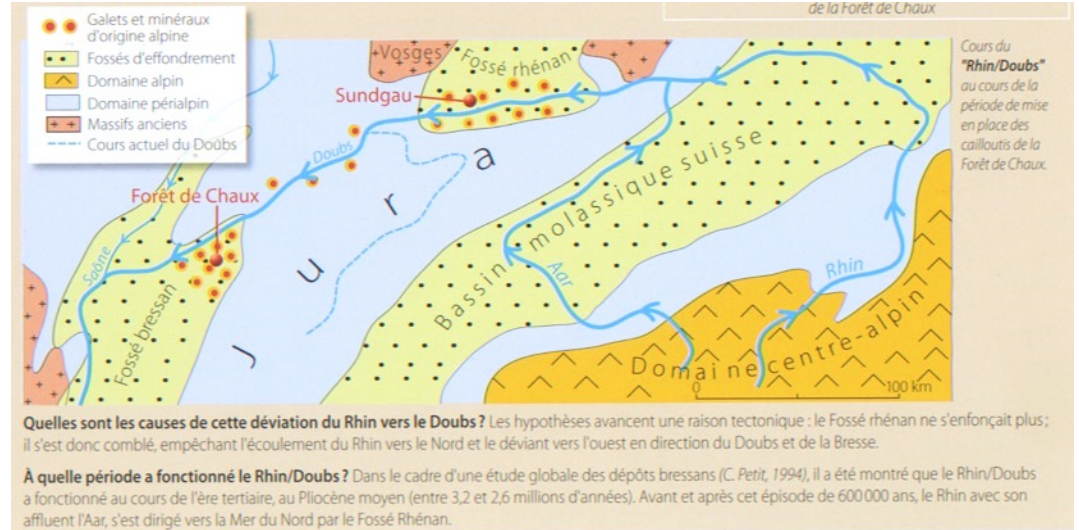 de la Forêt de Chaux
Galets et minéraux
d'origine alpine
Fossés d'effondrement
Domaine alpin
Domaine périalpin
Massifs anciens
Cours actuel du Doubs
Vosges
Fossé rhénan
Sundgau
Doubs
Forêt de Chaux
Saône
Fossé bressan
Jura
Bassin molassique suisse
Aar
Rhin
Domaine centre-alpin
0 100 km
Cours du
"Rhin/Doubs"
au cours de la
période de mise
en place des
cailloutis de la
Forêt de Chaux.
Quelles sont les causes de cette déviation du Rhin vers le Doubs ? Les hypothèses avancent une raison tectonique : le Fossé rhénan ne s'enfonçait plus ;
il s'est donc comblé, empêchant l'écoulement du Rhin vers le Nord et le déviant vers l'ouest en direction du Doubs et de la Bresse.
À quelle période a fonctionné le Rhin/Doubs ? Dans le cadre d'une étude globale des dépôts bressans (C. Petit, 1994), il a été montré que le Rhin/Doubs
a fonctionné au cours de l'ère tertiaire, au Pliocène moyen (entre 3,2 et 2,6 millions d'années). Avant et après cet épisode de 600 000 ans, le Rhin avec son
affluent l'Aar, s'est dirigé vers la Mer du Nord par le Fossé Rhénan.